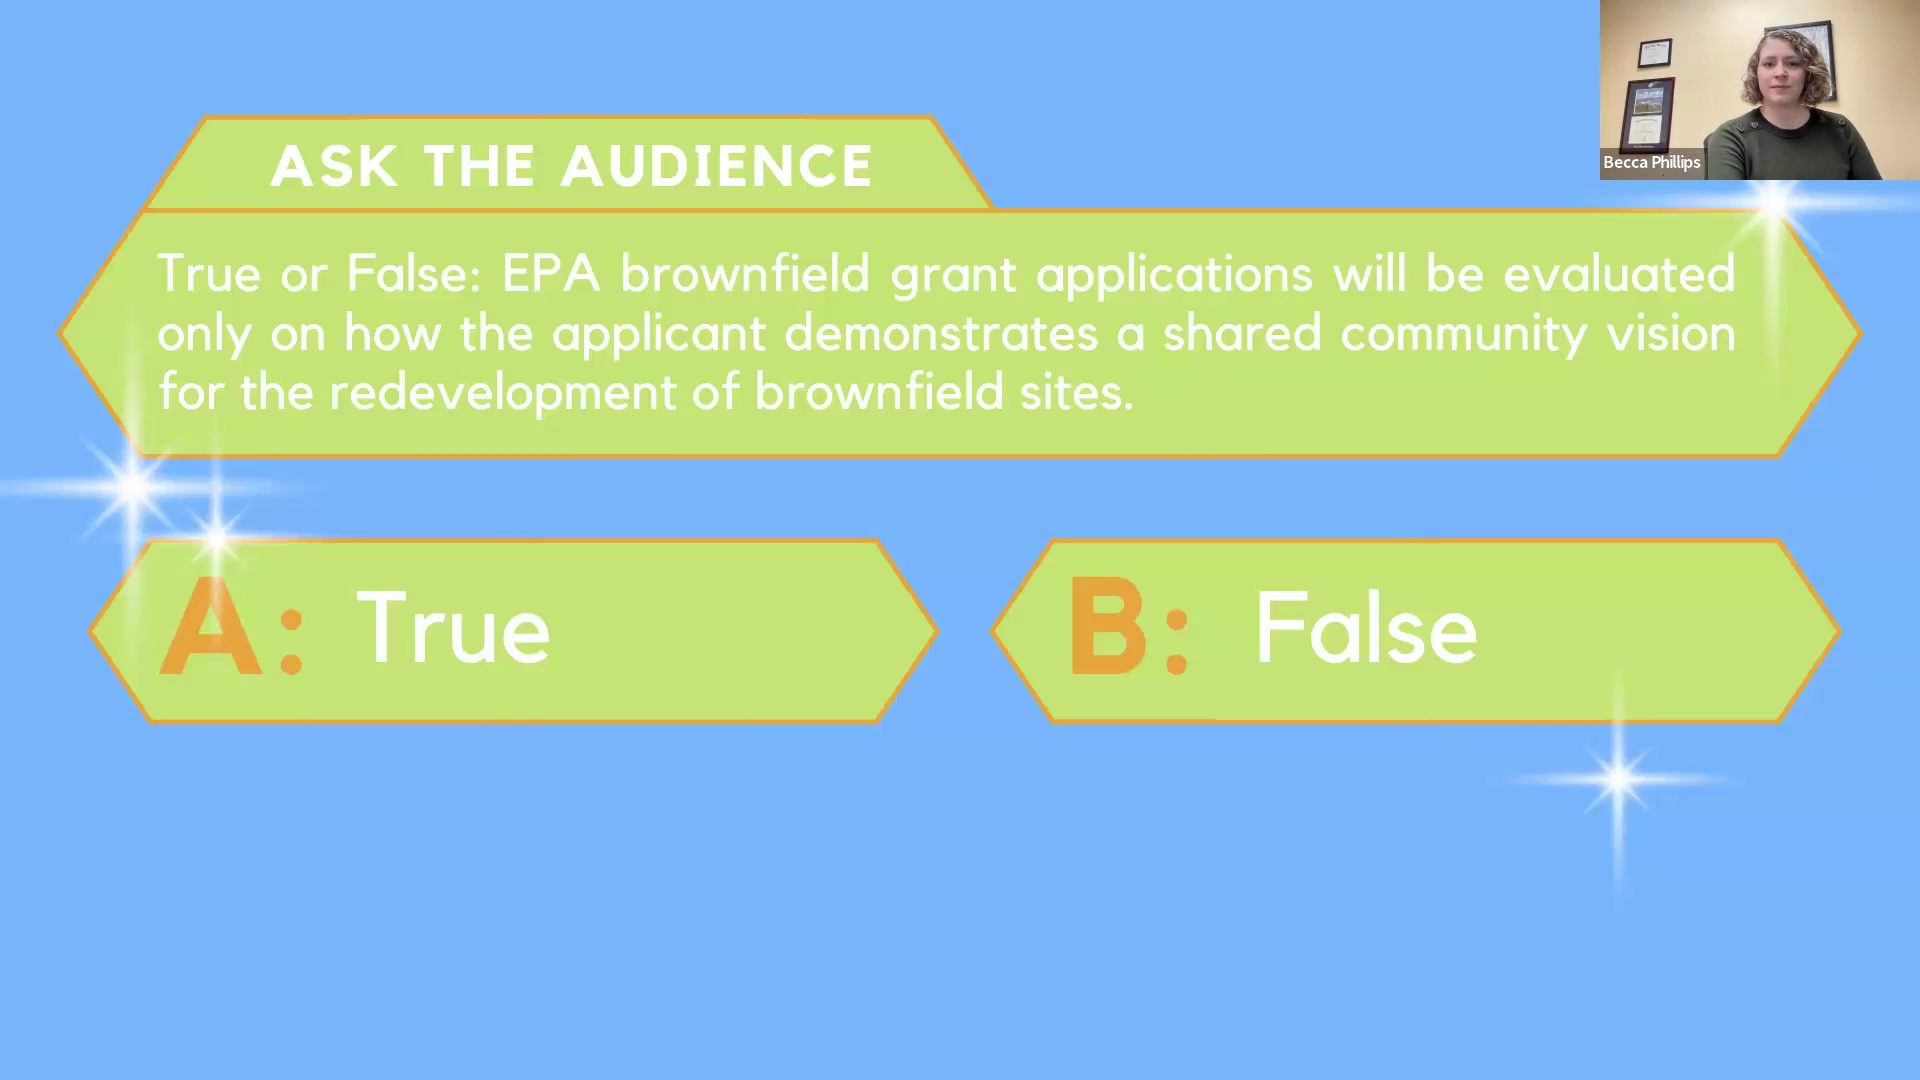 Becca Phillips
ASK THE AUDIENCE
True or False: EPA brownfield grant applications will be evaluated
only on how the applicant demonstrates a shared community vision
for the redevelopment of brownfield sites.
A: True
B: False